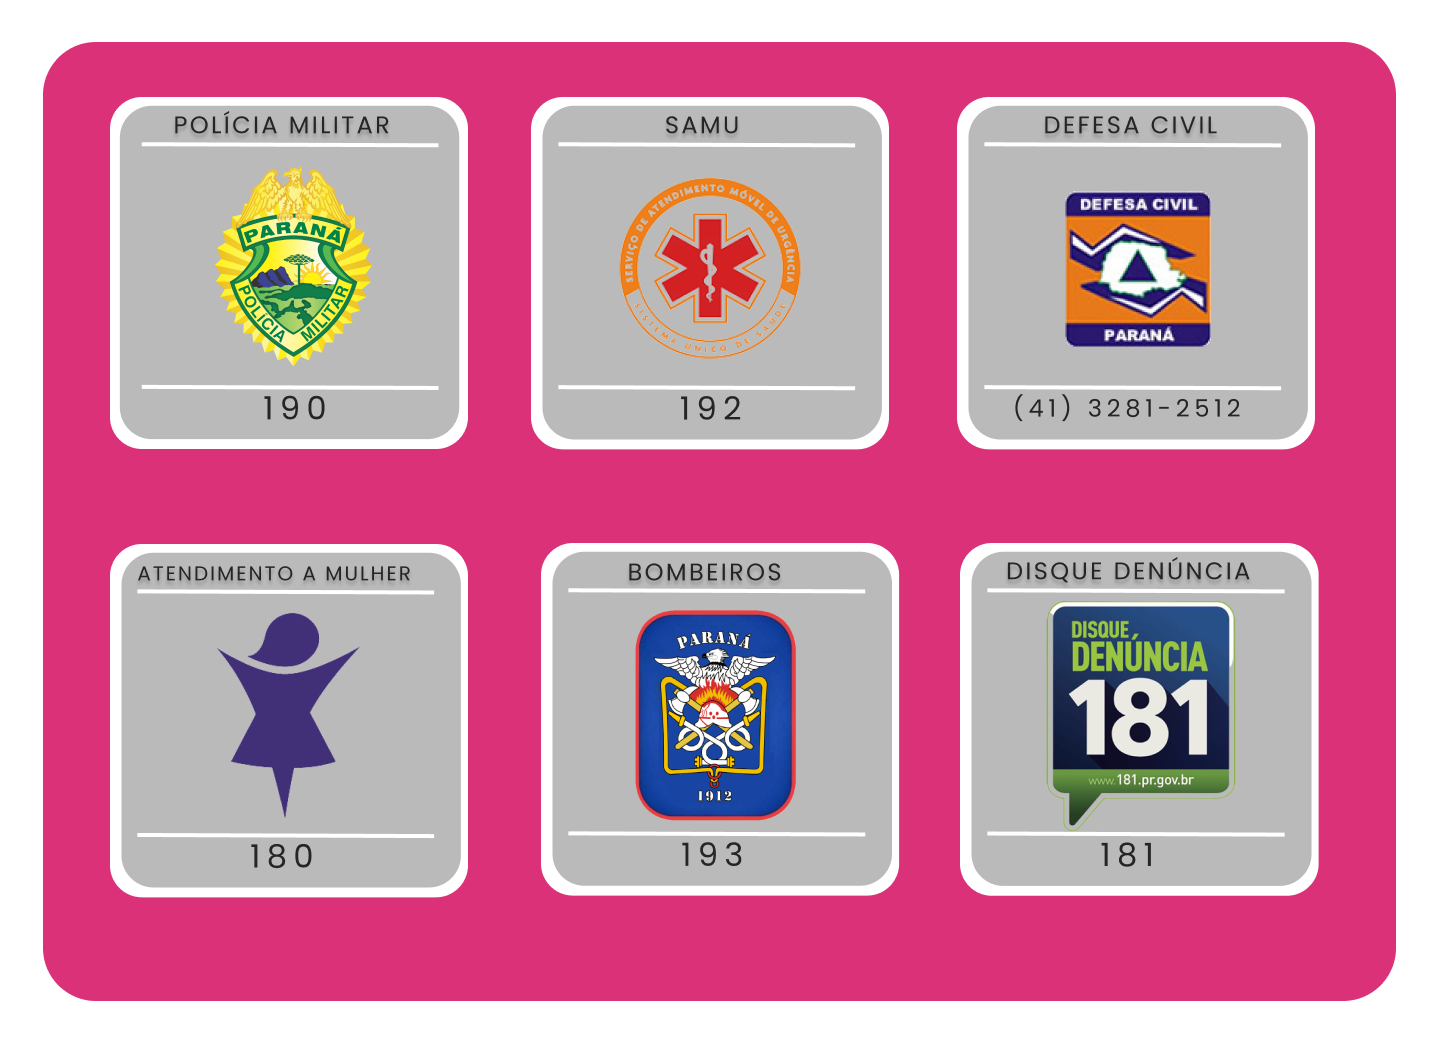 POLÍCIA MILITAR
PARANÁ
POLÍCIA MILITAR
190
SAMU
SERVIÇO DE ATENDIMENTO MÓVEL DE URGÊNCIA
SISTEMA ÚNICO DE SAÚDE
192
DEFESA CIVIL
DEFESA CIVIL
PARANÁ
(41) 3281-2512
ATENDIMENTO A MULHER
180
BOMBEIROS
PARANÁ
1912
193
DISQUE DENÚNCIA
DISQUE
DENÚNCIA
181
www.181.pr.gov.br
181